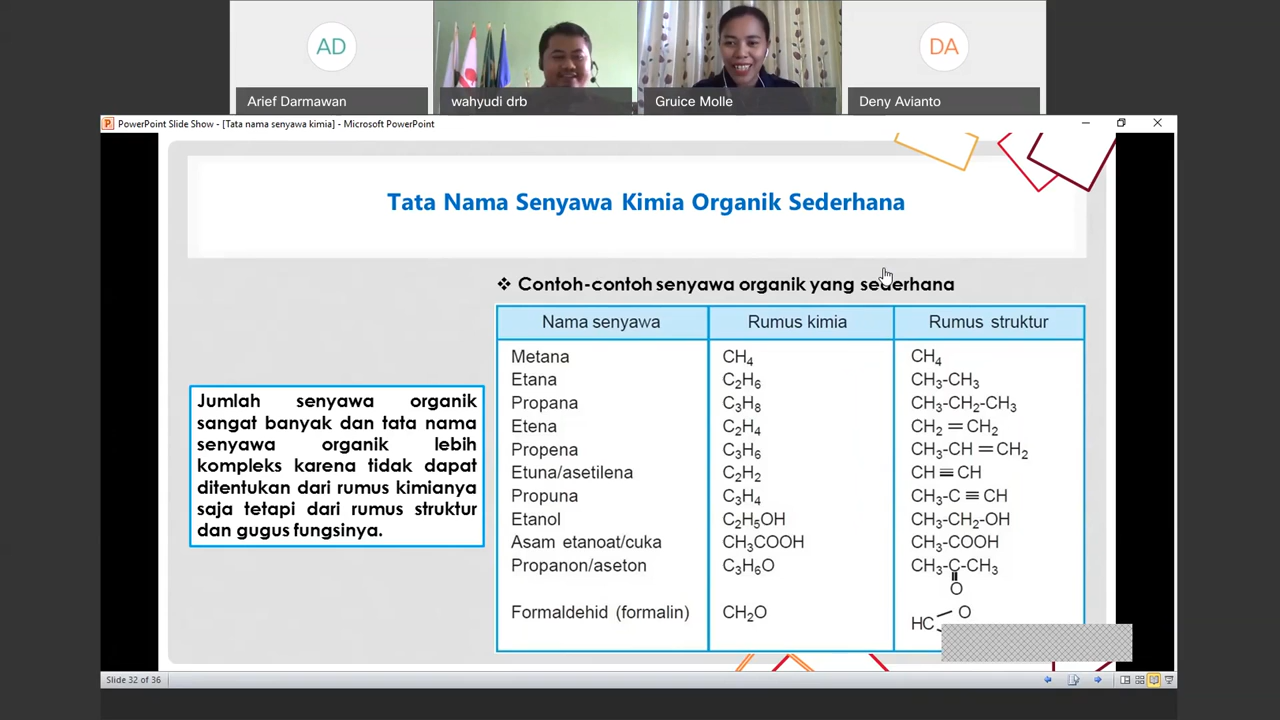 AD
DA
Arief Darmawan
wahyudi drb
Gruice Molle
Deny Avianto
PowerPoint Slide Show - [Tata nama senyawa kimia] - Microsoft PowerPoint
Tata Nama Senyawa Kimia Organik Sederhana
❖ Contoh-contoh senyawa organik yang sederhana
Jumlah senyawa organik
sangat banyak dan tata nama
senyawa organik lebih
kompleks karena tidak dapat
ditentukan dari rumus kimianya
saja tetapi dari rumus struktur
dan gugus fungsinya.
Nama senyawa Rumus kimia Rumus struktur
Metana CH₄ CH₄
Etana C₂H₆ CH₃-CH₃
Propana C₃H₈ CH₃-CH₂-CH₃
Etena C₂H₄ CH₂=CH₂
Propena C₃H₆ CH₃-CH=CH₂
Etuna/asetilena C₂H₂ CH≡CH
Propuna C₃H₄ CH₃-C≡CH
Etanol C₂H₅OH CH₃-CH₂-OH
Asam etanoat/cuka CH₃COOH CH₃-COOH
Propanon/aseton C₃H₆O CH₃-C-CH₃
O
Formaldehid (formalin) CH₂O O
HC
Slide 32 of 36